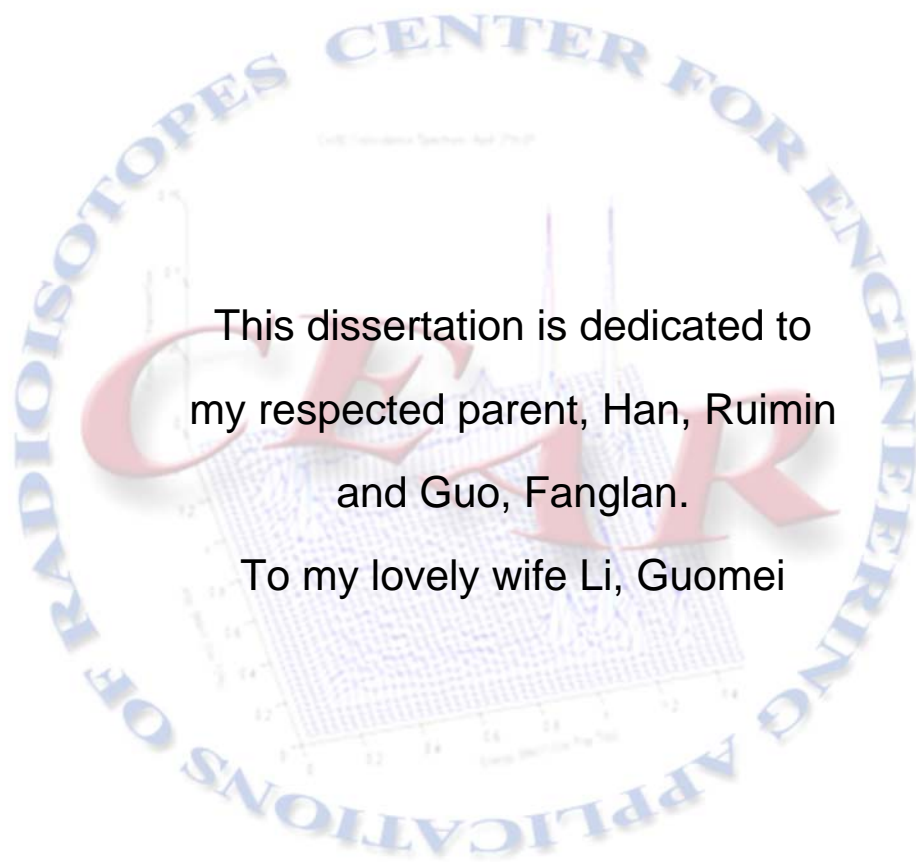 CENTER FOR ENGINEERING APPLICATIONS OF RADIOISOTOPES
CEAR
This dissertation is dedicated to
my respected parent, Han, Ruimin
and Guo, Fanglan.
To my lovely wife Li, Guomei